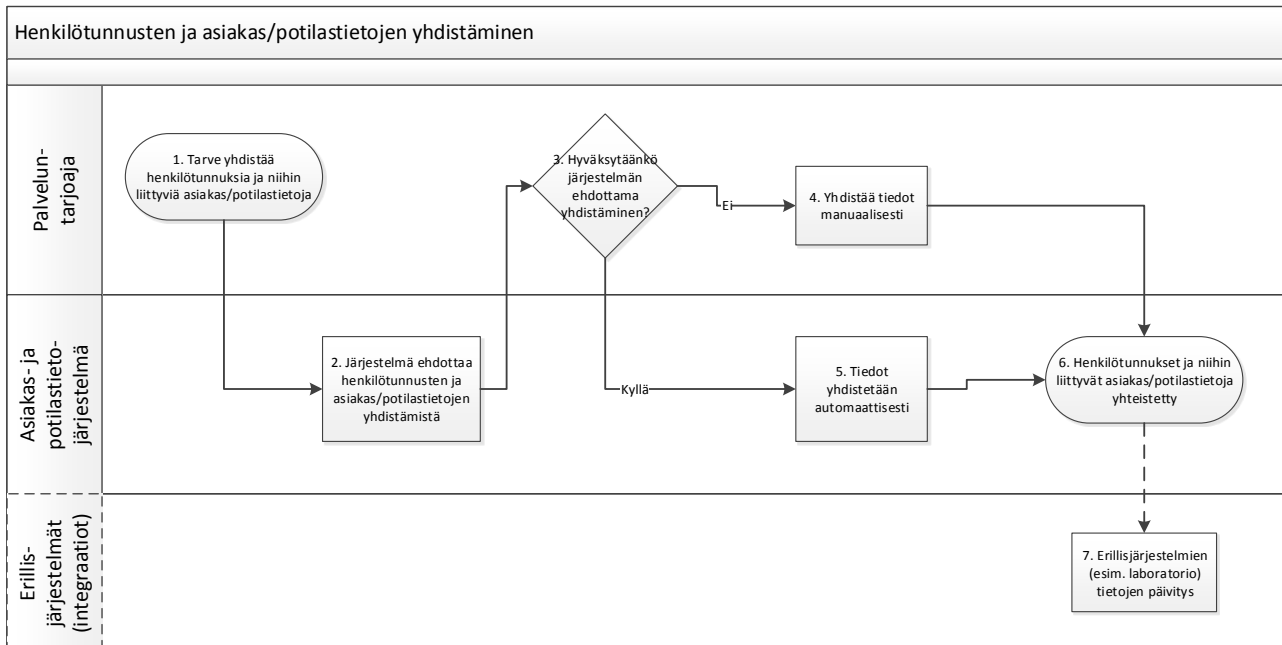 Henkilötunnusten ja asiakas/potilastietojen yhdistäminen
Palvelun-
tarjoaja
1. Tarve yhdistää
henkilötunnuksia ja niihin
liittyviä asiakas/potilastietoja
3. Hyväksytäänkö
järjestelmän
ehdottama
yhdistäminen?
Ei
4. Yhdistää tiedot
manuaalisesti
Asiakas- ja
potilastieto-
järjestelmä
2. Järjestelmä ehdottaa
henkilötunnusten ja
asiakas/potilastietojen
yhdistämistä
Kyllä
5. Tiedot
yhdistetään
automaattisesti
6. Henkilötunnukset ja niihin
liittyvät asiakas/potilastietoja
yhteistetty
Erillis-
järjestelmät
(integraatiot)
7. Erillisjärjestelmien
(esim. laboratorio)
tietojen päivitys